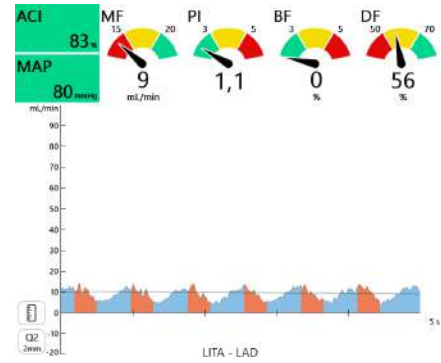 ACI
83 %
MAP
80 mmHg
MF
15 20
9
mL/min
PI
3 5
1,1
BF
3 5
0
%
DF
50 70
56
%
mL/min
90
80
70
60
50
40
30
20
10
0
-10
-20
5 s
Q2
2mm
LITA - LAD